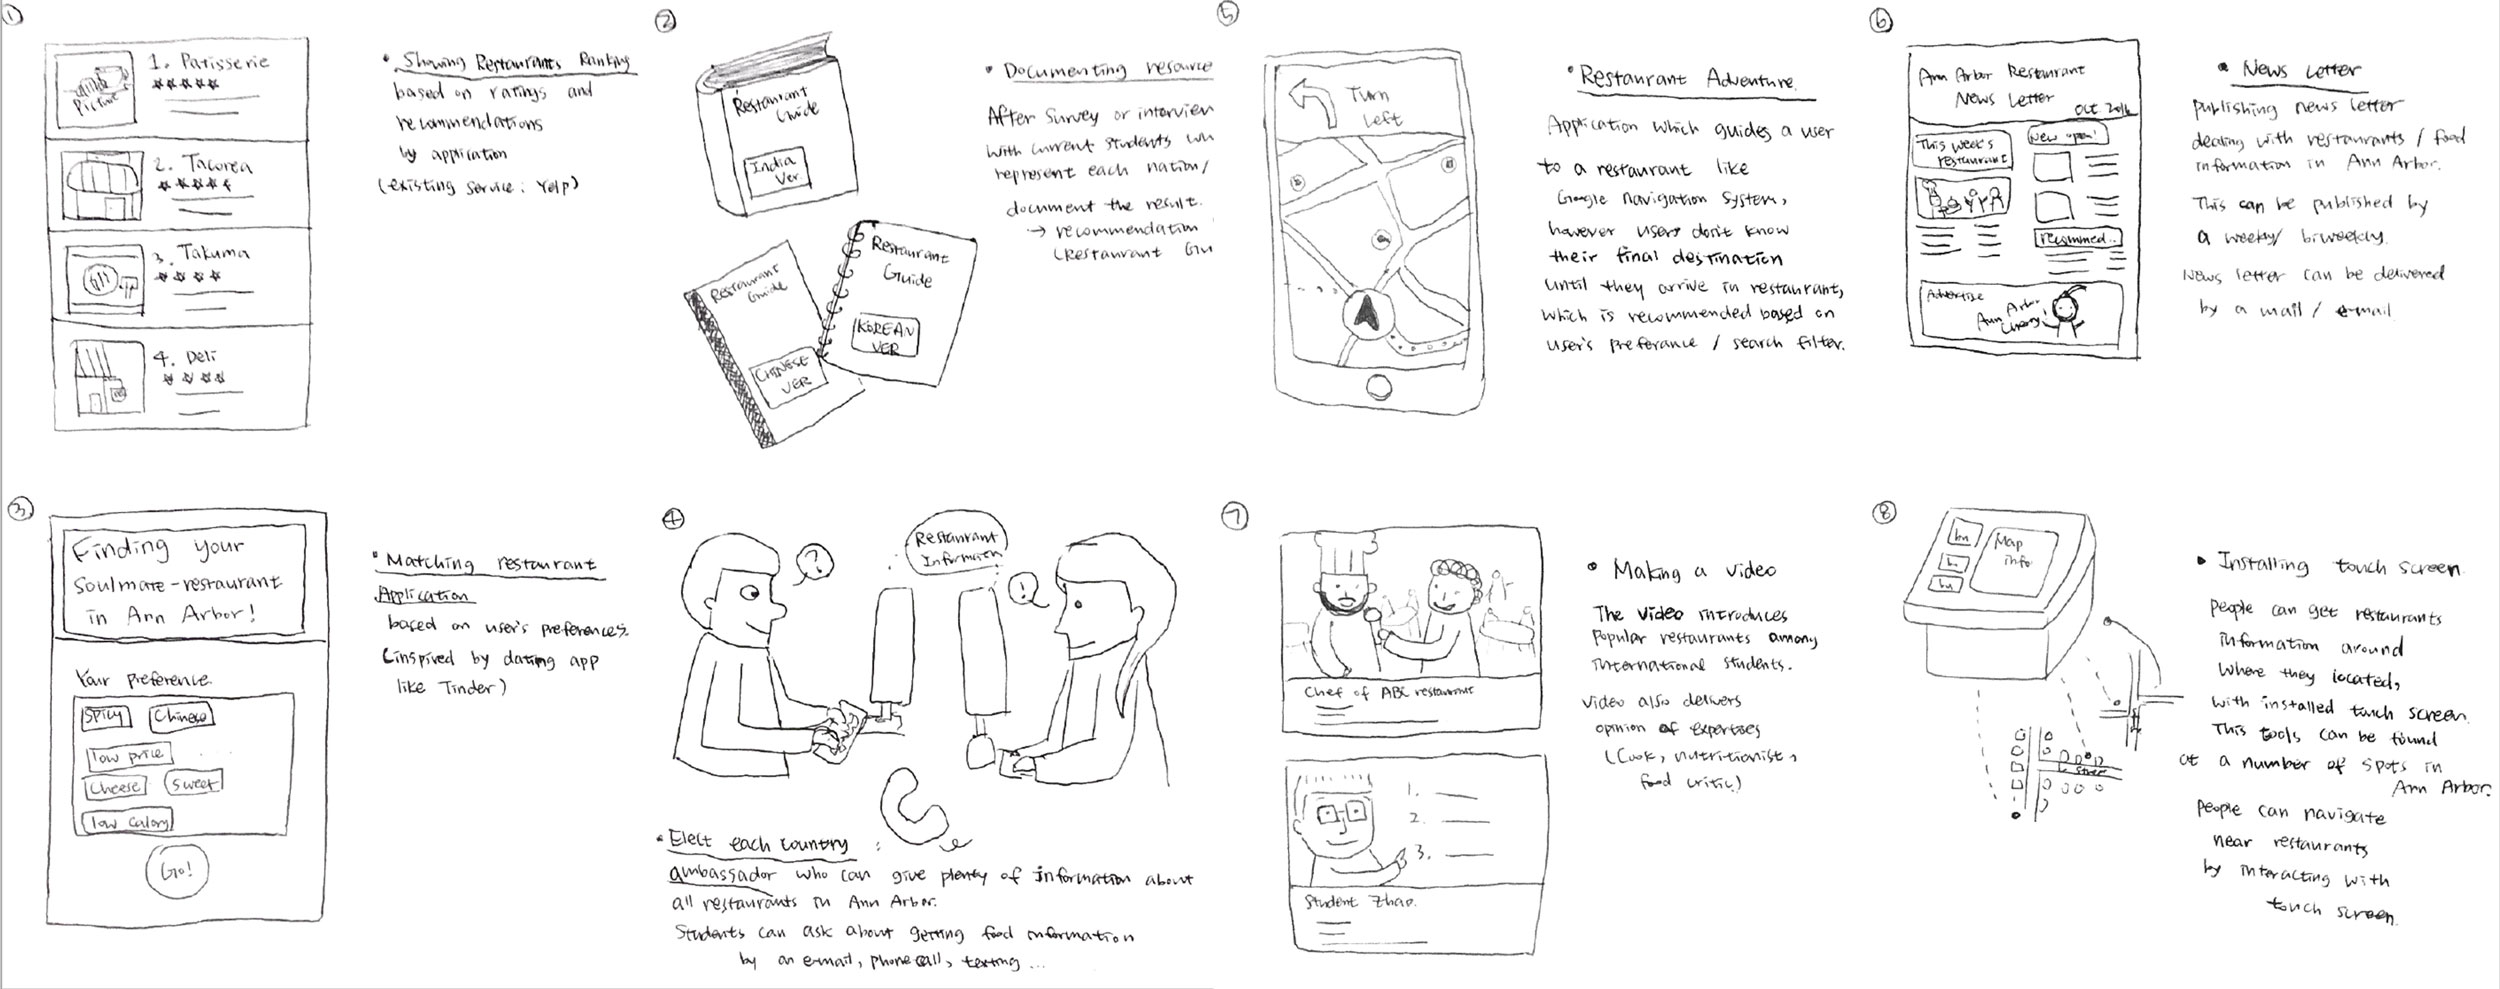 ①
Picture
1. Patisserie
2. Tacorea
3. Takuma
4. Deli
• Showing Restaurants Ranking
based on ratings and
recommendations
by application
(existing service: Yelp)
②
Restaurant
Guide
India
Ver.
Restaurant
Guide
CHINESE
VER
Restaurant
Guide
KOREAN
VER
• Documenting resource
After survey or interview
with current students wh
represent each nation/
document the result.
→ recommendation
(Restaurant Gui
⑤
Turn
Left
• Restaurant Adventure.
Application which guides a user
to a restaurant like
Google navigation system,
however users don't know
their final destination
until they arrive in restaurant,
which is recommended based on
user's preferance / search filter.
⑥
Ann Arbor Restaurant
News Letter
Oct. 2016
This week's
restaurant
New open!
recommed..
Advertise
Ann Arbor
• News Letter
publishing news letter
dealing with restaurants / food
information in Ann Arbor.
This can be published by
a weekly/ biweekly.
News letter can be delivered
by a mail / e-mail
③
Finding your
soulmate-restaurant
in Ann Arbor!
Your preference.
Spicy
Chinese
low price
....
Cheese
Sweet
low calory
Go!
• Matching restaurant
Application
based on user's preferences.
(inspired by dating app
like Tinder)
④
?
Restaurant
Information
!
• Elect each country
ambassador who can give plenty of information about
all restaurants in Ann Arbor.
Students can ask about getting food information
by an e-mail, phone call, texting ...
⑦
Chef of ABC restaurant
1.
2.
3.
Student Zhao.
• Making a video
The video introduces
popular restaurants among
international students.
video also delivers
opinion of expertises
(Cook, nutritionist,
food critic)
⑧
Map
info
• Installing touch screen.
people can get restaurants
information around
where they located,
with installed touch screen.
This tools can be found
at a number of spots in
Ann Arbor.
people can navigate
near restaurants
by interacting with
touch screen.